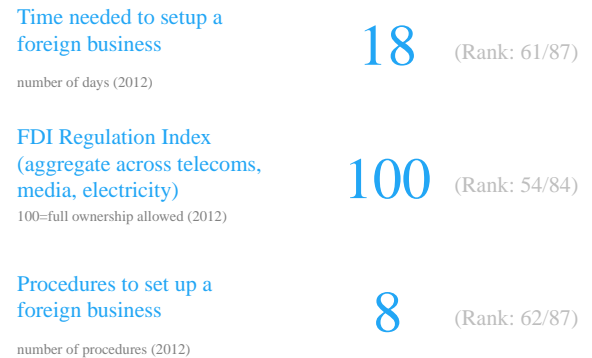 Time needed to setup a
foreign business
18
(Rank: 61/87)
number of days (2012)
FDI Regulation Index
(aggregate across telecoms,
media, electricity)
100
(Rank: 54/84)
100=full ownership allowed (2012)
Procedures to set up a
foreign business
8
(Rank: 62/87)
number of procedures (2012)